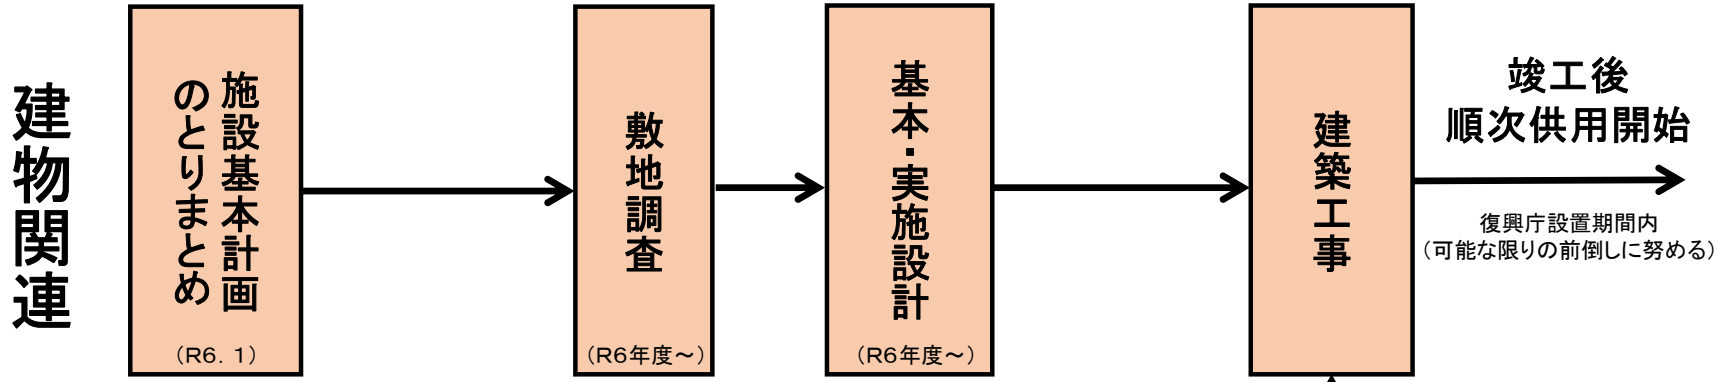 建物関連
施設基本計画
のとりまとめ
（R6．1）
敷地調査
（R6年度～）
基本・実施設計
（R6年度～）
建築工事
竣工後
順次供用開始
復興庁設置期間内
（可能な限りの前倒しに努める）